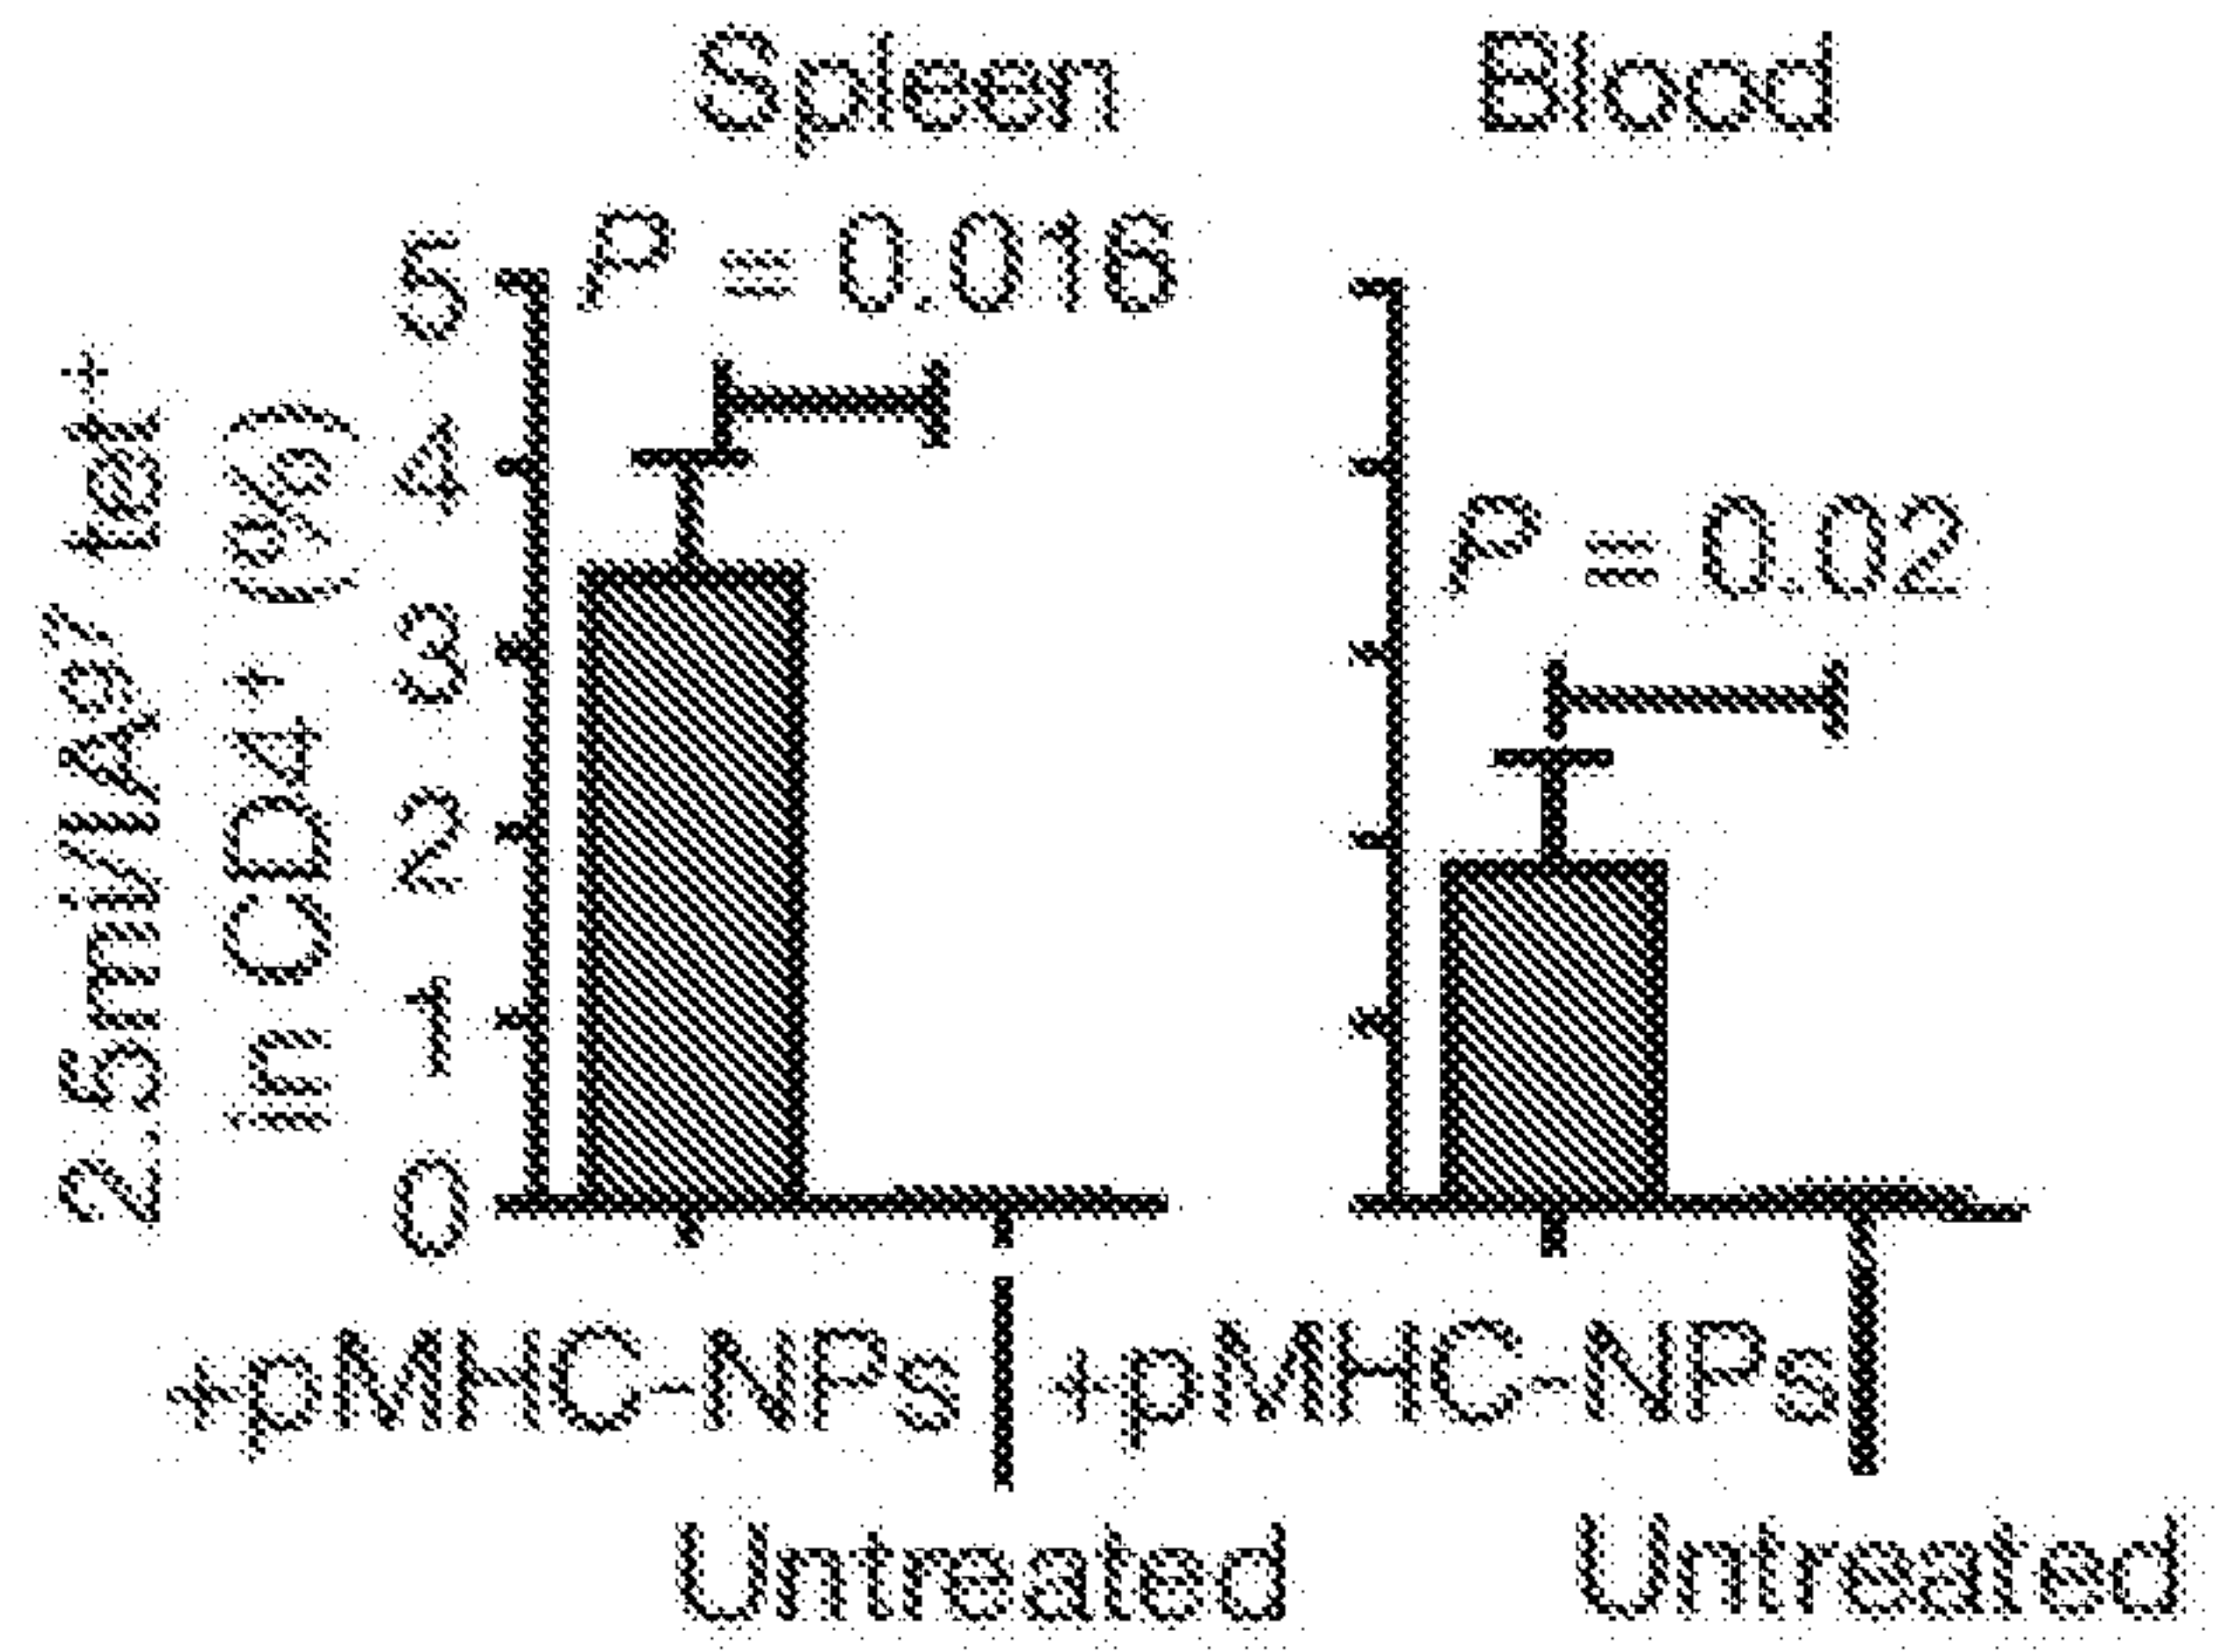 Spleen
Blood
2.5mi/IAg7 tet+
in CD4+ (%)
5
4
3
2
1
0
P = 0.016
P = 0.02
+pMHC-NPs
+pMHC-NPs
Untreated
Untreated